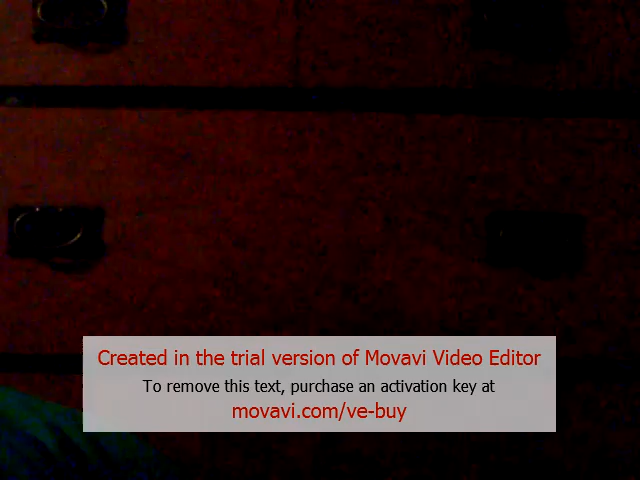 Created in the trial version of Movavi Video Editor
To remove this text, purchase an activation key at
movavi.com/ve-buy